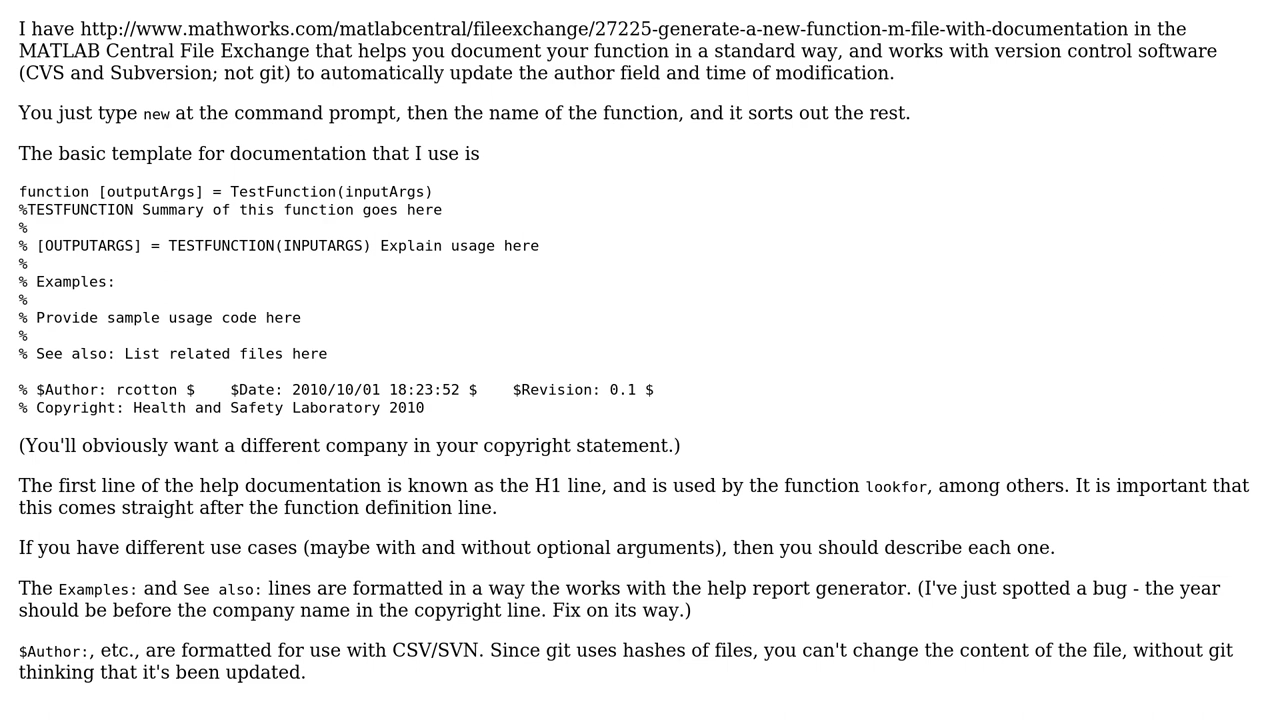 I have http://www.mathworks.com/matlabcentral/fileexchange/27225-generate-a-new-function-m-file-with-documentation in the
MATLAB Central File Exchange that helps you document your function in a standard way, and works with version control software
(CVS and Subversion; not git) to automatically update the author field and time of modification.
You just type new at the command prompt, then the name of the function, and it sorts out the rest.
The basic template for documentation that I use is
function [outputArgs] = TestFunction(inputArgs)
%TESTFUNCTION Summary of this function goes here
%
% [OUTPUTARGS] = TESTFUNCTION(INPUTARGS) Explain usage here
%
% Examples:
%
% Provide sample usage code here
%
% See also: List related files here
% $Author: rcotton $    $Date: 2010/10/01 18:23:52 $    $Revision: 0.1 $
% Copyright: Health and Safety Laboratory 2010
(You'll obviously want a different company in your copyright statement.)
The first line of the help documentation is known as the H1 line, and is used by the function lookfor, among others. It is important that
this comes straight after the function definition line.
If you have different use cases (maybe with and without optional arguments), then you should describe each one.
The Examples: and See also: lines are formatted in a way the works with the help report generator. (I've just spotted a bug - the year
should be before the company name in the copyright line. Fix on its way.)
$Author:, etc., are formatted for use with CSV/SVN. Since git uses hashes of files, you can't change the content of the file, without git
thinking that it's been updated.